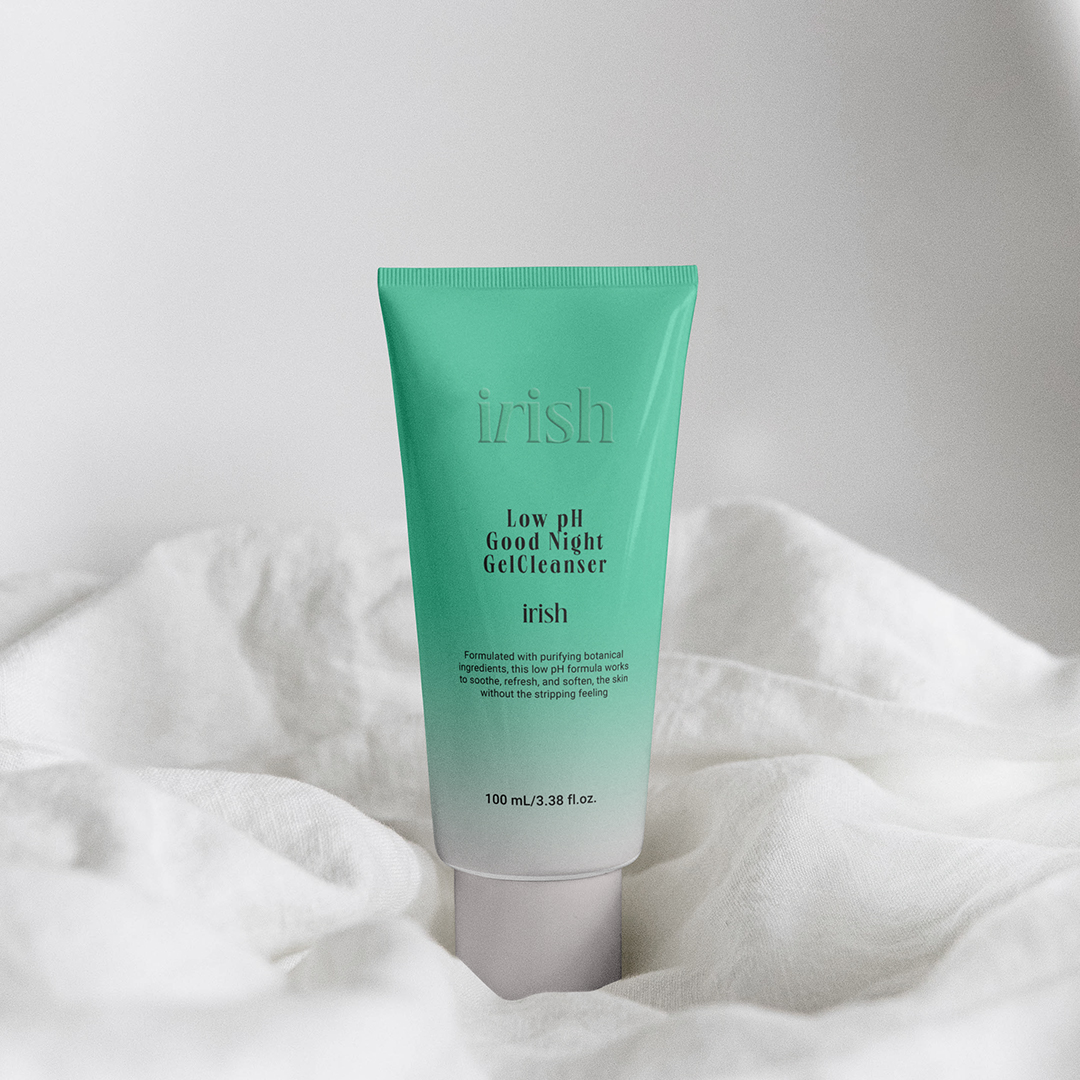 irish
Low pH
Good Night
GelCleanser
irish
Formulated with purifying botanical
ingredients, this low pH formula works
to soothe, refresh, and soften, the skin
without the stripping feeling
100 mL/3.38 fl.oz.